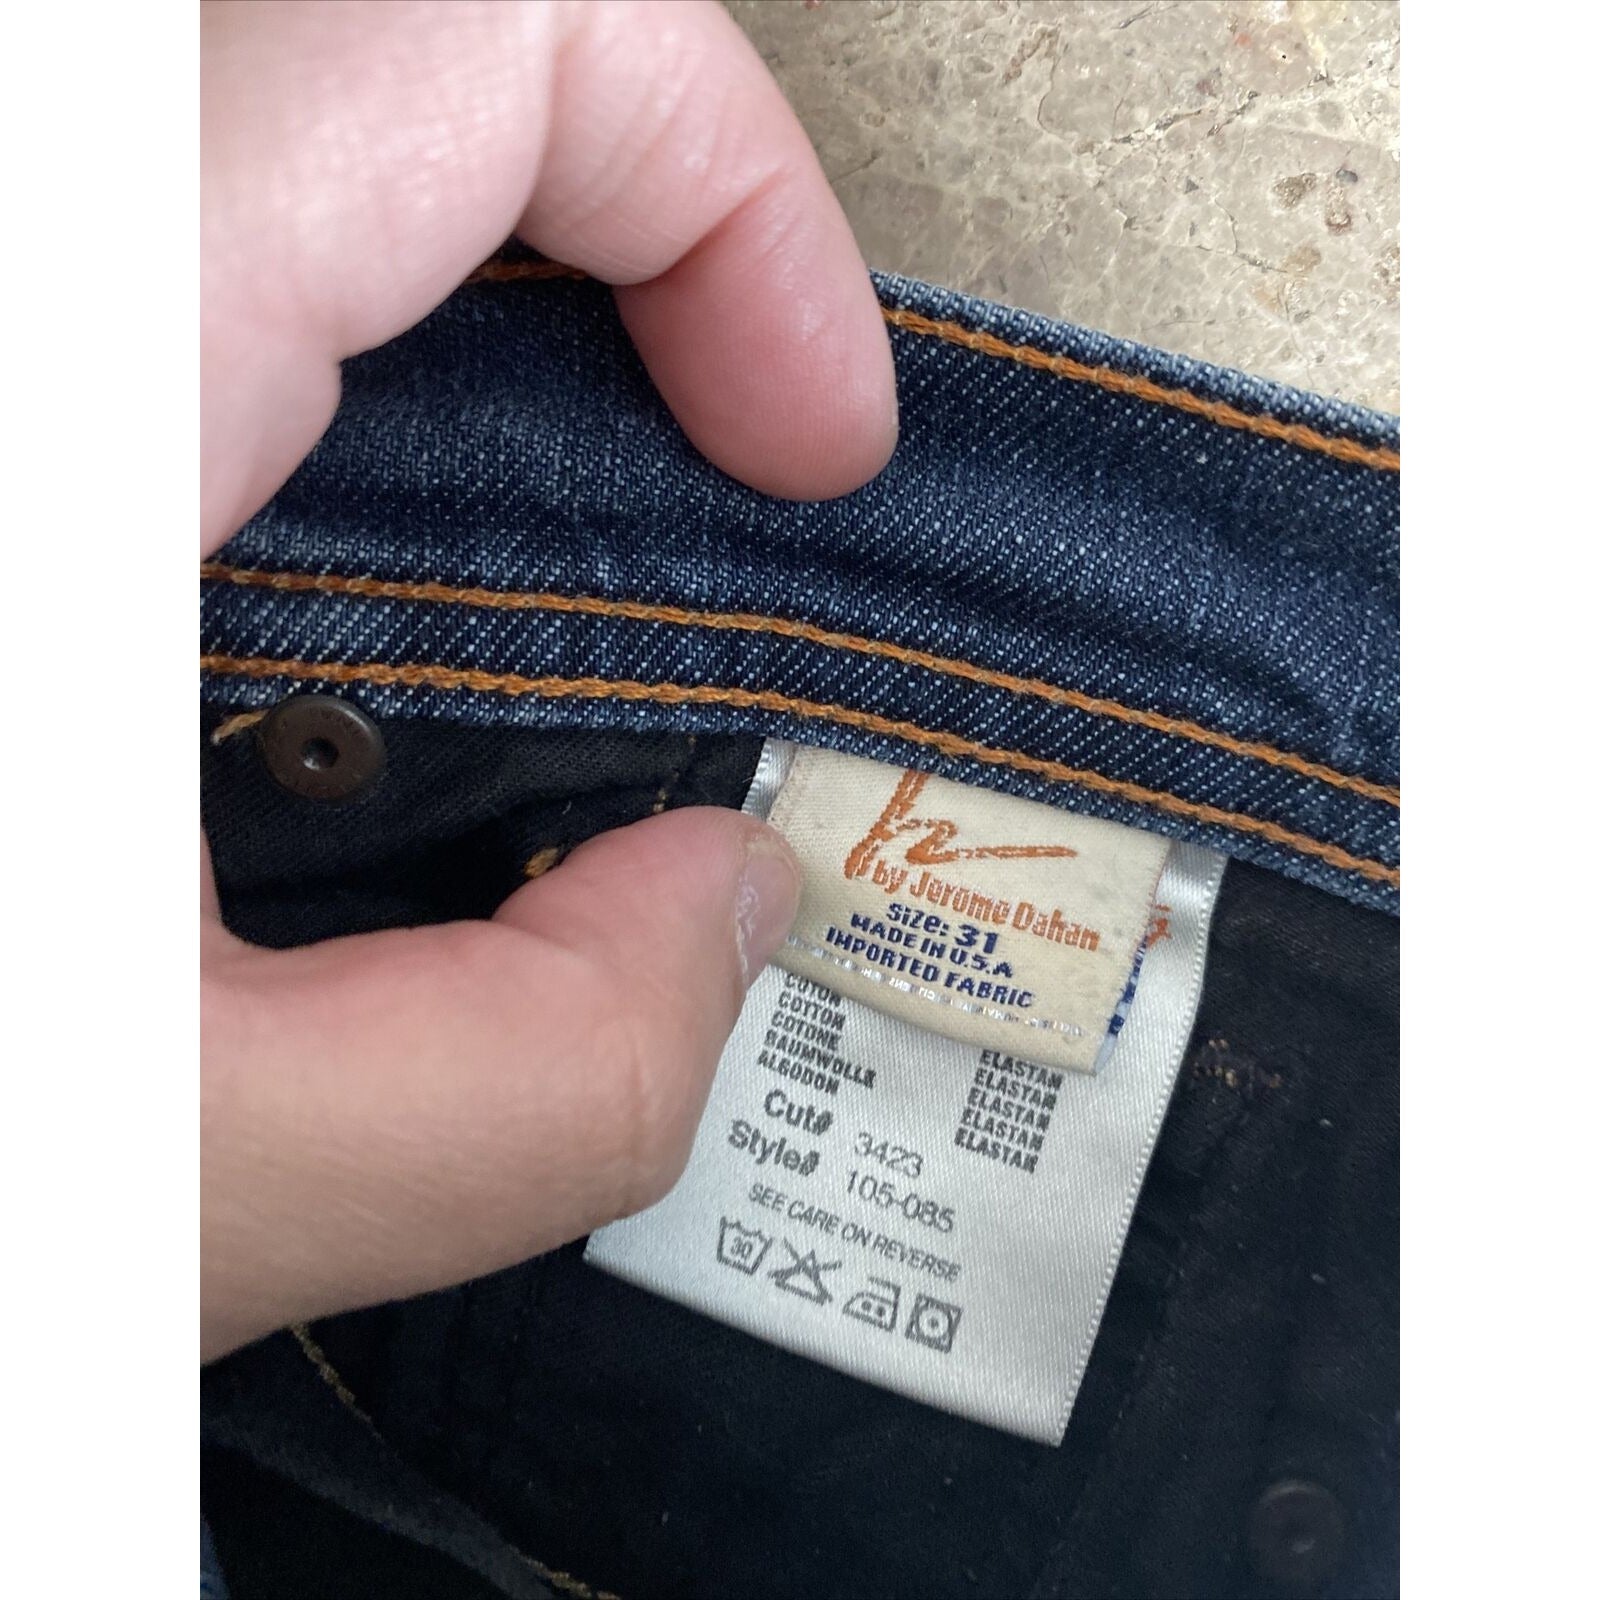 h
by Jerome Dahan
Size: 31
MADE IN U.S.A
IMPORTED FABRIC
COTON
COTTON
COTONE
BAUMWOLLE
ALGODON
ELASTAN
ELASTAN
ELASTAN
ELASTAN
ELASTAN
Cut# 3423
Style# 105-085
SEE CARE ON REVERSE
30